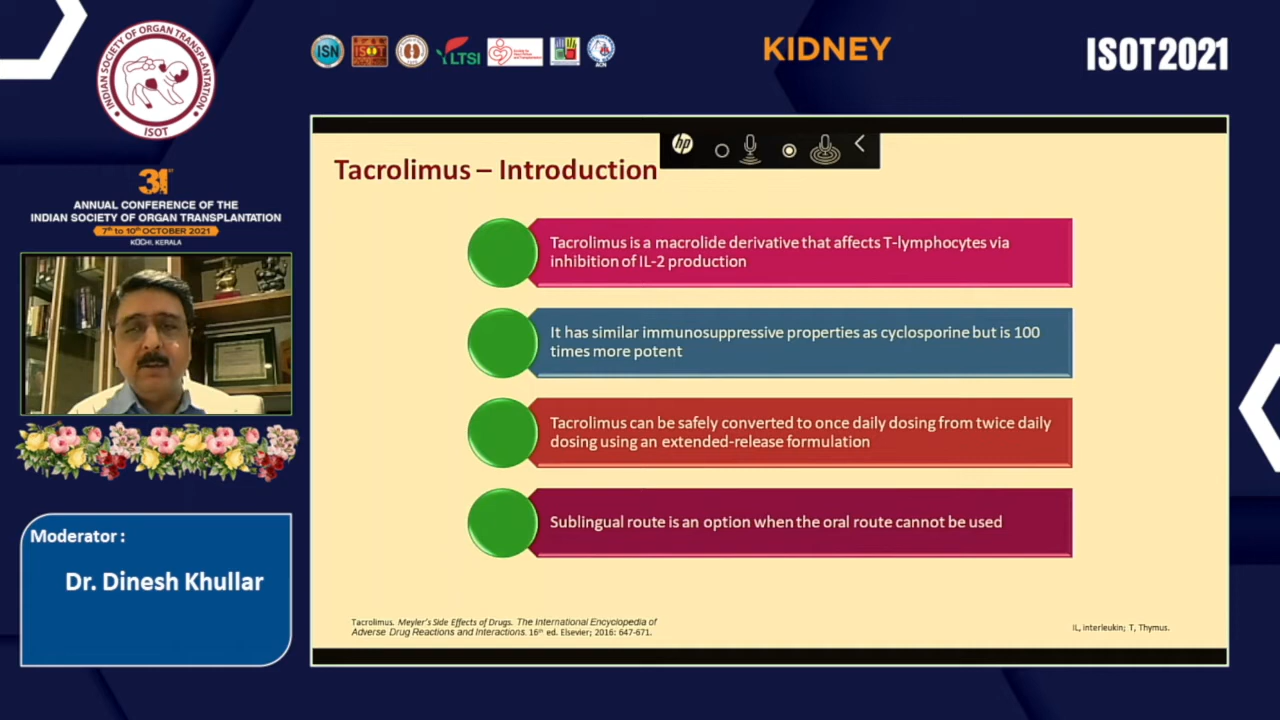 INDIAN SOCIETY OF ORGAN TRANSPLANTATION
ISOT
ISN
ISOT
LTSI
ACN
KIDNEY
ISOT2021
31st
ANNUAL CONFERENCE OF THE
INDIAN SOCIETY OF ORGAN TRANSPLANTATION
7th to 10th OCTOBER 2021
KOCHI, KERALA
hp
Tacrolimus – Introduction
Tacrolimus is a macrolide derivative that affects T-lymphocytes via
inhibition of IL-2 production
It has similar immunosuppressive properties as cyclosporine but is 100
times more potent
Tacrolimus can be safely converted to once daily dosing from twice daily
dosing using an extended-release formulation
Sublingual route is an option when the oral route cannot be used
Tacrolimus. Meyler's Side Effects of Drugs. The International Encyclopedia of
Adverse Drug Reactions and Interactions. 16th ed. Elsevier; 2016: 647-671.
IL, interleukin; T, Thymus.
Moderator :
Dr. Dinesh Khullar